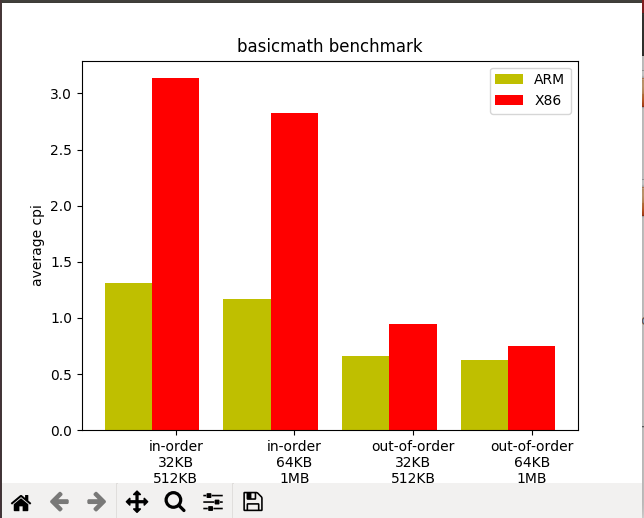 basicmath benchmark
ARM
X86
3.0
2.5
2.0
1.5
1.0
0.5
0.0
average cpi
in-order
32KB
512KB
in-order
64KB
1MB
out-of-order
32KB
512KB
out-of-order
64KB
1MB